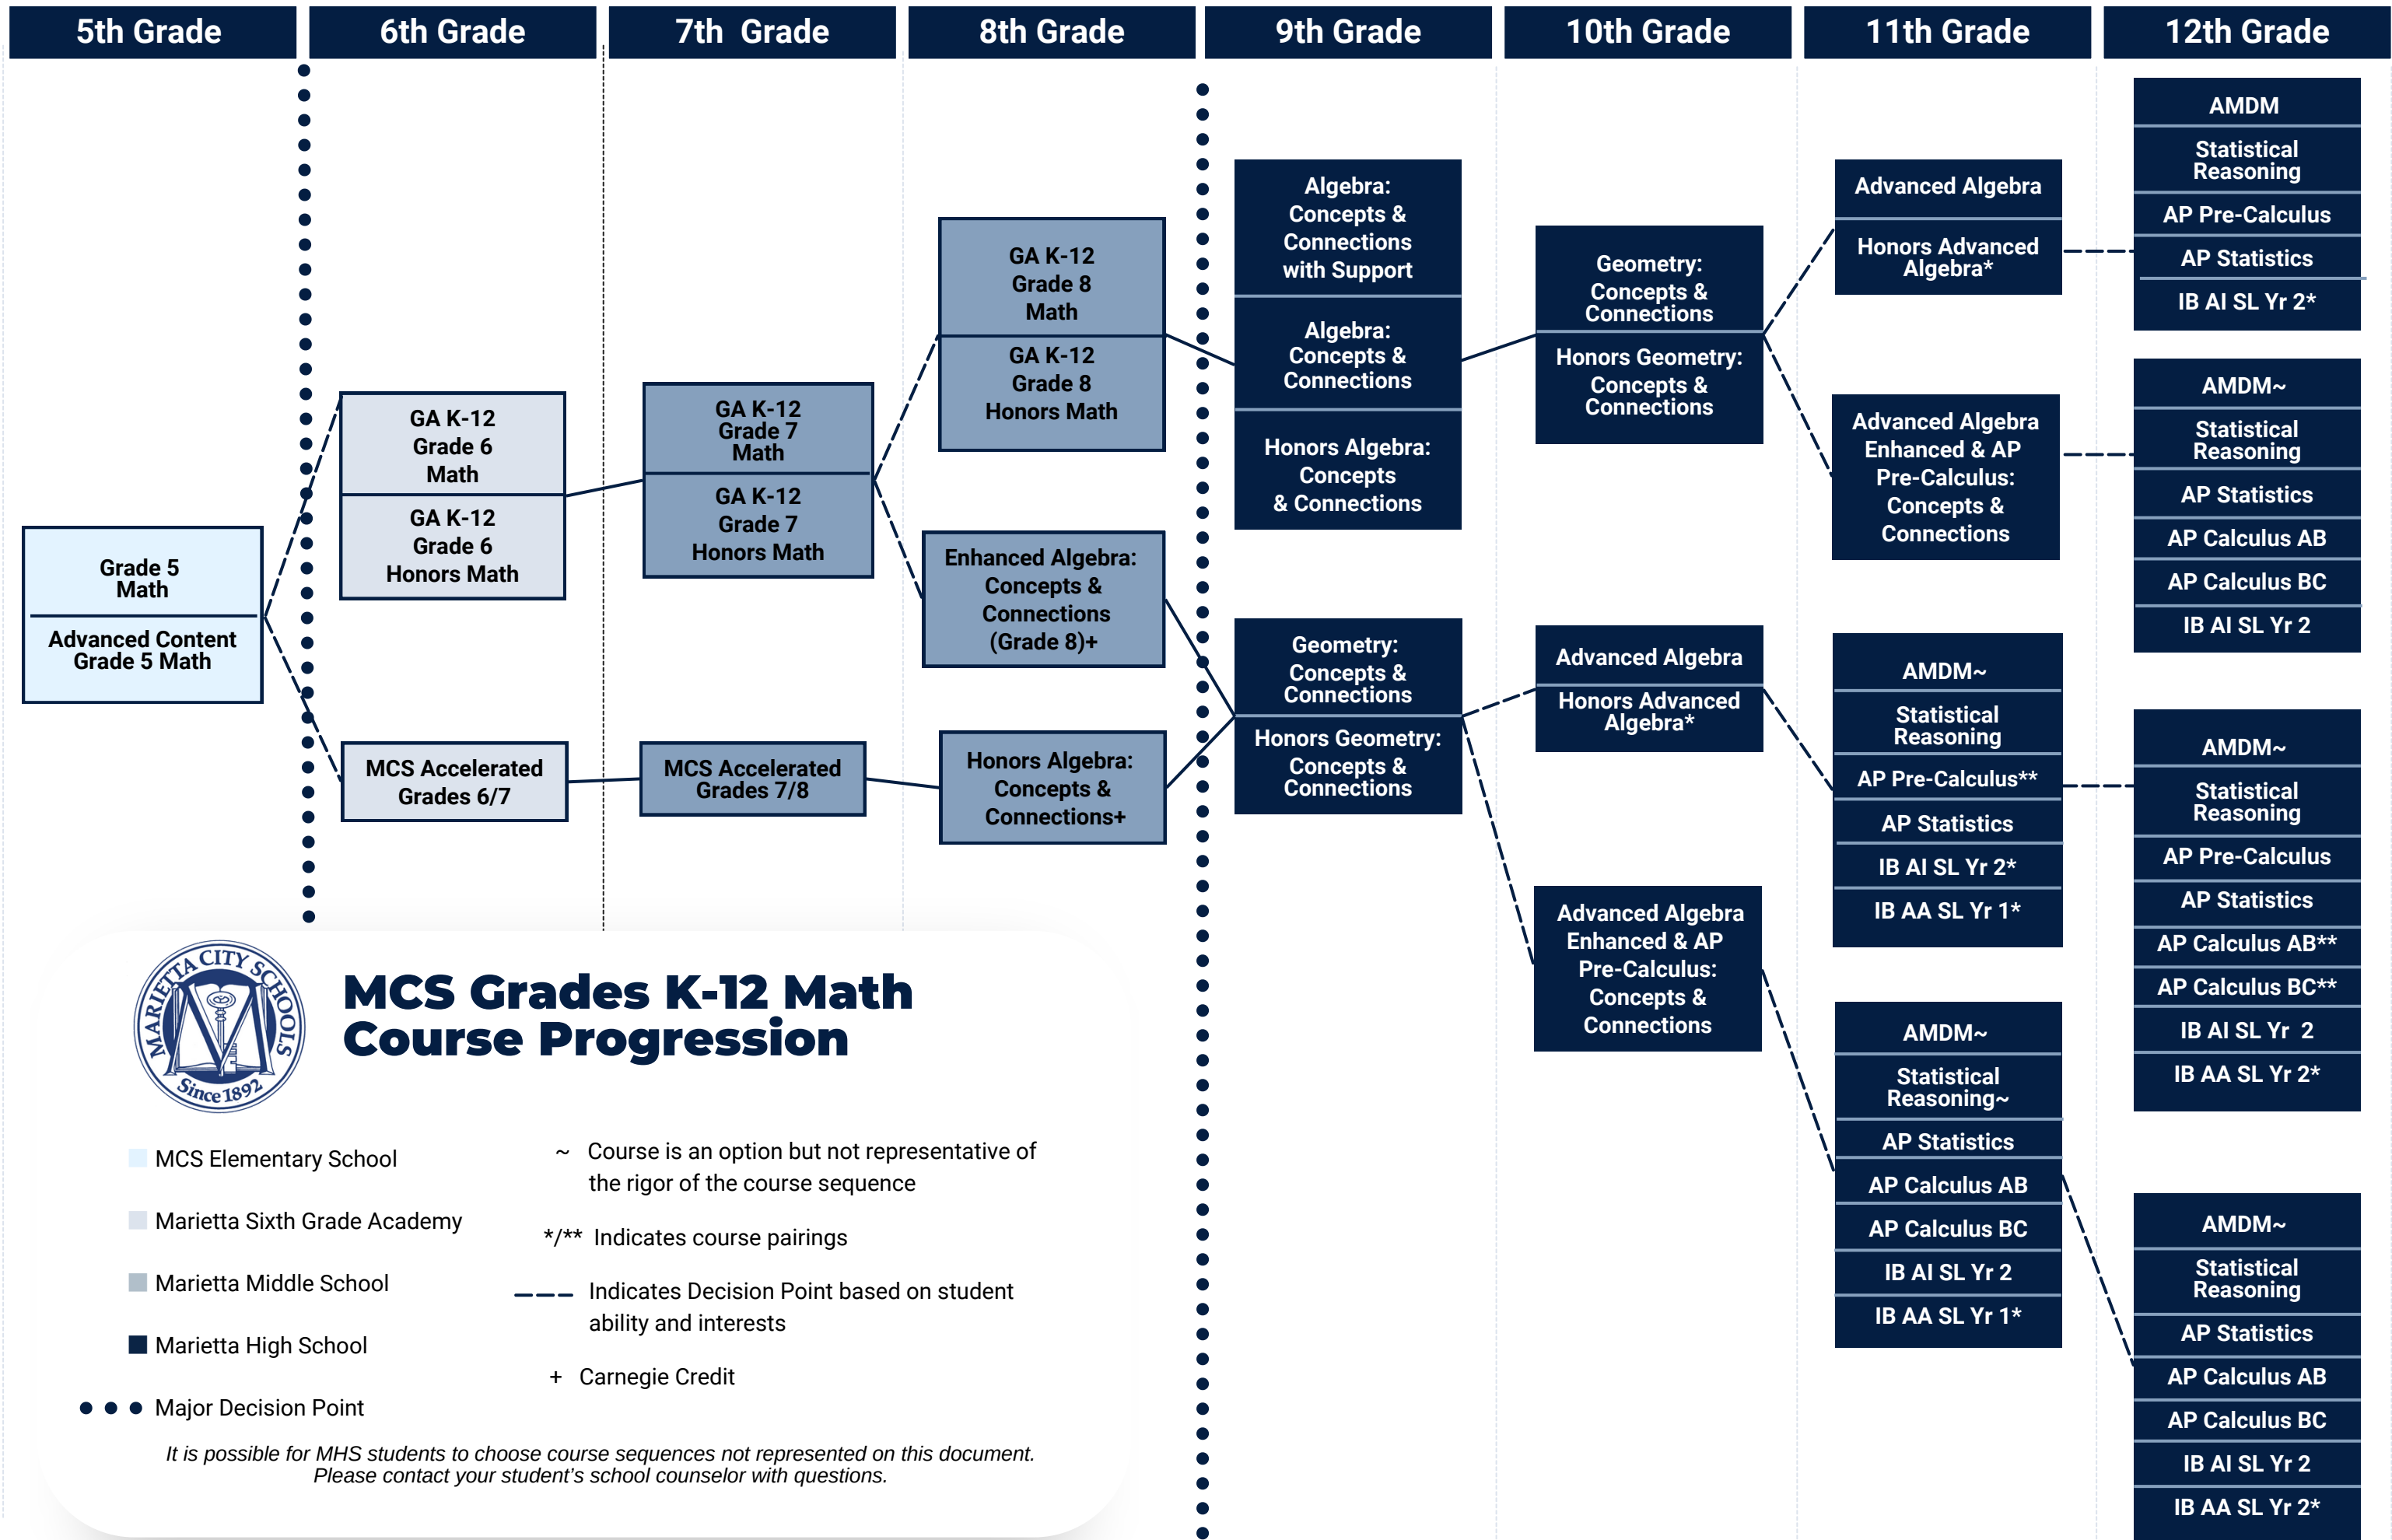 5th Grade
6th Grade
7th  Grade
8th Grade
9th Grade
10th Grade
11th Grade
12th Grade
Grade 5
Math
Advanced Content
Grade 5 Math
GA K-12
Grade 6
Math
GA K-12
Grade 6
Honors Math
MCS Accelerated
Grades 6/7
GA K-12
Grade 7
Math
GA K-12
Grade 7
Honors Math
MCS Accelerated
Grades 7/8
GA K-12
Grade 8
Math
GA K-12
Grade 8
Honors Math
Enhanced Algebra:
Concepts &
Connections
(Grade 8)+
Honors Algebra:
Concepts &
Connections+
Algebra:
Concepts &
Connections
with Support
Algebra:
Concepts &
Connections
Honors Algebra:
Concepts
& Connections
Geometry:
Concepts &
Connections
Honors Geometry:
Concepts &
Connections
Geometry:
Concepts &
Connections
Honors Geometry:
Concepts &
Connections
Advanced Algebra
Honors Advanced
Algebra*
Advanced Algebra
Enhanced & AP
Pre-Calculus:
Concepts &
Connections
Advanced Algebra
Honors Advanced
Algebra*
Advanced Algebra
Enhanced & AP
Pre-Calculus:
Concepts &
Connections
AMDM~
Statistical
Reasoning
AP Pre-Calculus**
AP Statistics
IB AI SL Yr 2*
IB AA SL Yr 1*
AMDM~
Statistical
Reasoning~
AP Statistics
AP Calculus AB
AP Calculus BC
IB AI SL Yr 2
IB AA SL Yr 1*
AMDM
Statistical
Reasoning
AP Pre-Calculus
AP Statistics
IB AI SL Yr 2*
AMDM~
Statistical
Reasoning
AP Statistics
AP Calculus AB
AP Calculus BC
IB AI SL Yr 2
AMDM~
Statistical
Reasoning
AP Pre-Calculus
AP Statistics
AP Calculus AB**
AP Calculus BC**
IB AI SL Yr  2
IB AA SL Yr 2*
AMDM~
Statistical
Reasoning
AP Statistics
AP Calculus AB
AP Calculus BC
IB AI SL Yr 2
IB AA SL Yr 2*
MARIETTA CITY SCHOOLS
Since 1892
MCS Grades K-12 Math
Course Progression
MCS Elementary School
Marietta Sixth Grade Academy
Marietta Middle School
Marietta High School
Major Decision Point
~ Course is an option but not representative of
the rigor of the course sequence
*/** Indicates course pairings
Indicates Decision Point based on student
ability and interests
+ Carnegie Credit
It is possible for MHS students to choose course sequences not represented on this document.
Please contact your student's school counselor with questions.